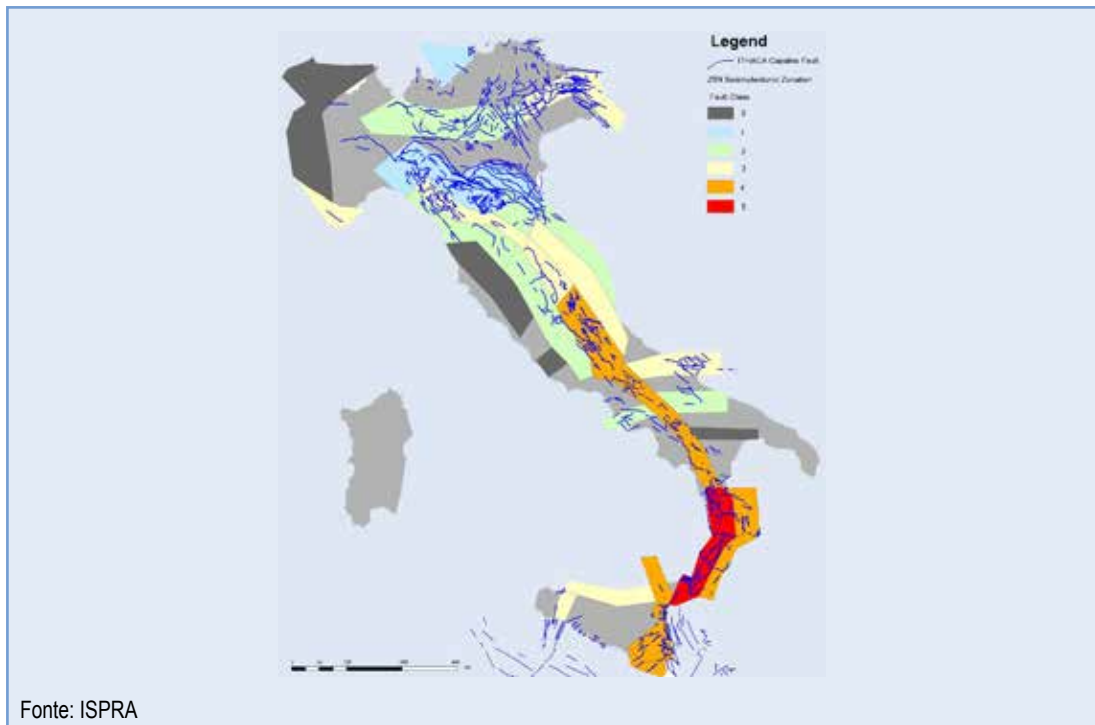 Legend
ITHACA Capable Fault
ZS9 Seismotectonic Zonation
Fault Class
0
1
2
3
4
5
Fonte: ISPRA